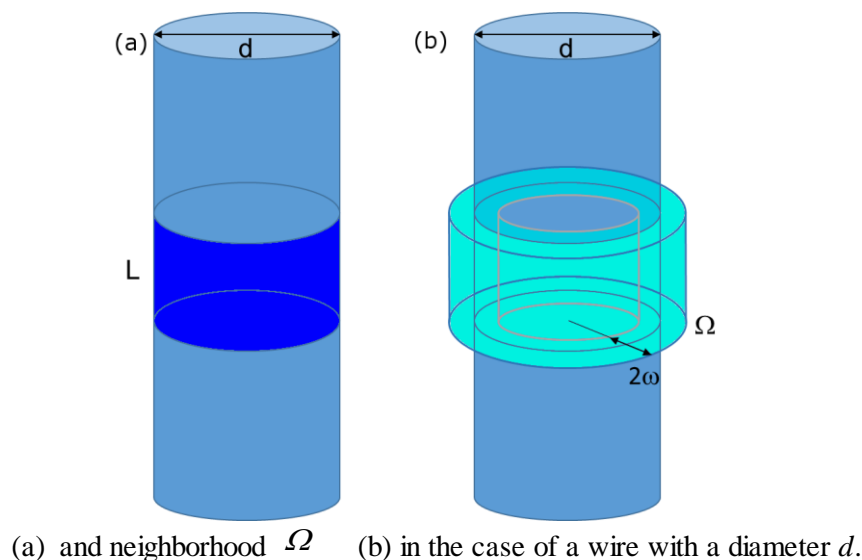 (a)
d
L
(b)
d
Ω
2ω
(a) and neighborhood Ω (b) in the case of a wire with a diameter d.